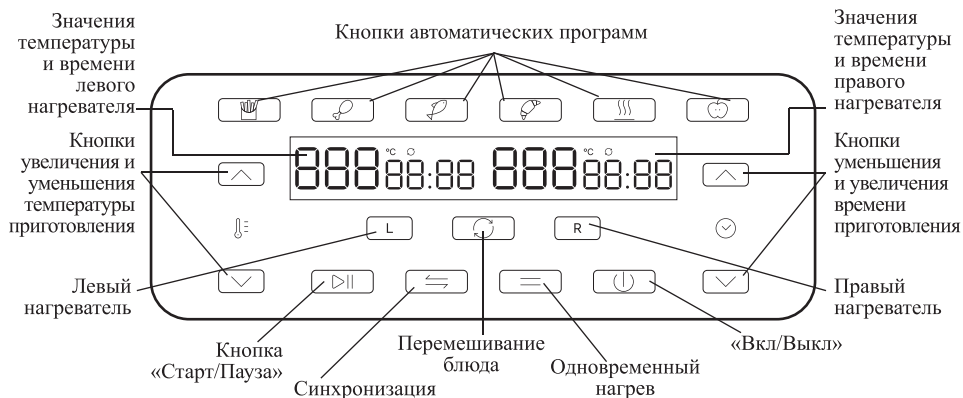 Значения
температуры
и времени
левого
нагревателя
Кнопки автоматических программ
Значения
температуры
и времени
правого
нагревателя
Кнопки
увеличения и
уменьшения
температуры
приготовления
888 °C 88:88 888 °C 88:88
Кнопки
уменьшения
и увеличения
времени
приготовления
L
R
Левый
нагреватель
Правый
нагреватель
Кнопка
«Старт/Пауза»
Синхронизация
Перемешивание
блюда
Одновременный
нагрев
«Вкл/Выкл»